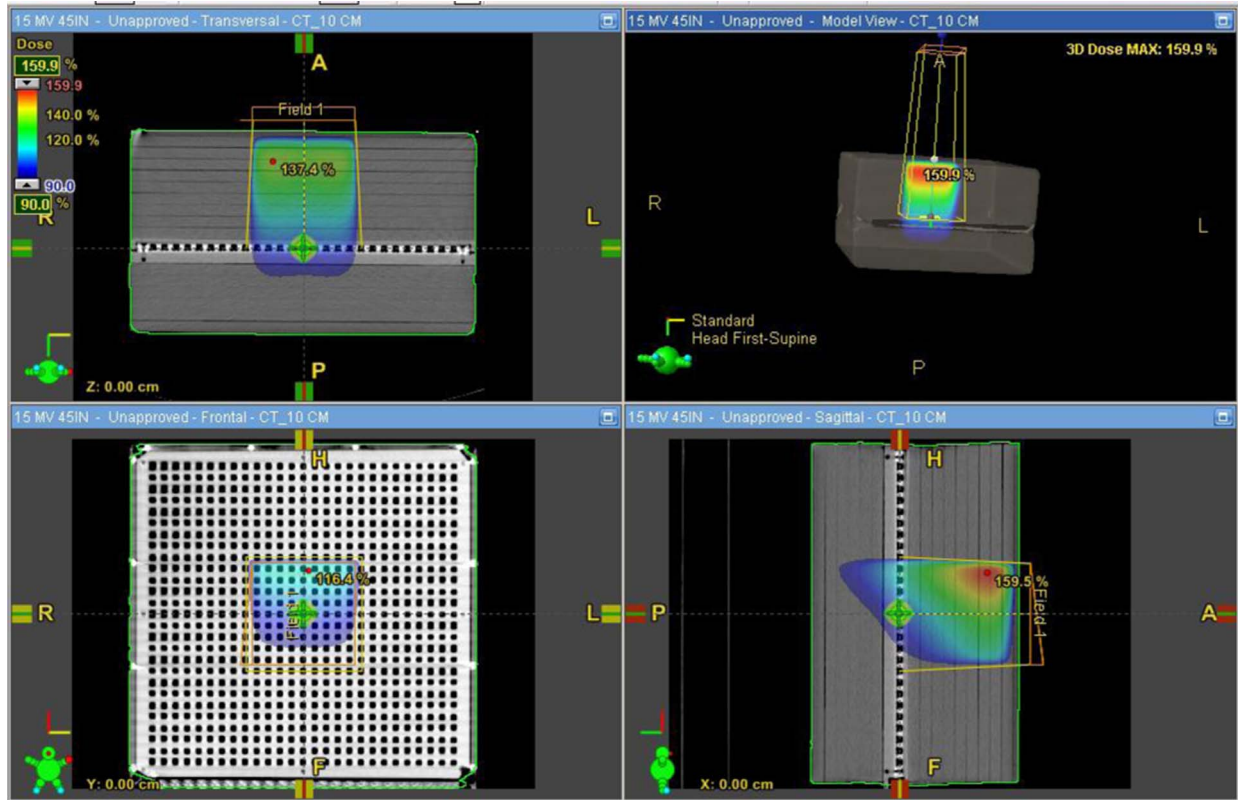 15 MV 45IN - Unapproved - Transversal - CT_10 CM
Dose
159.9 %
159.9
140.0 %
120.0 %
90.0
90.0 %
A
Field 1
137.4 %
R
L
P
Z: 0.00 cm
15 MV 45IN - Unapproved - Model View - CT_10 CM
3D Dose MAX: 159.9 %
A
159.9 %
R
L
Standard
Head First-Supine
P
15 MV 45IN - Unapproved - Frontal - CT_10 CM
H
116.4 %
Field 1
R
L
F
Y: 0.00 cm
15 MV 45IN - Unapproved - Sagittal - CT_10 CM
H
159.5 %
Field 1
P
A
F
X: 0.00 cm